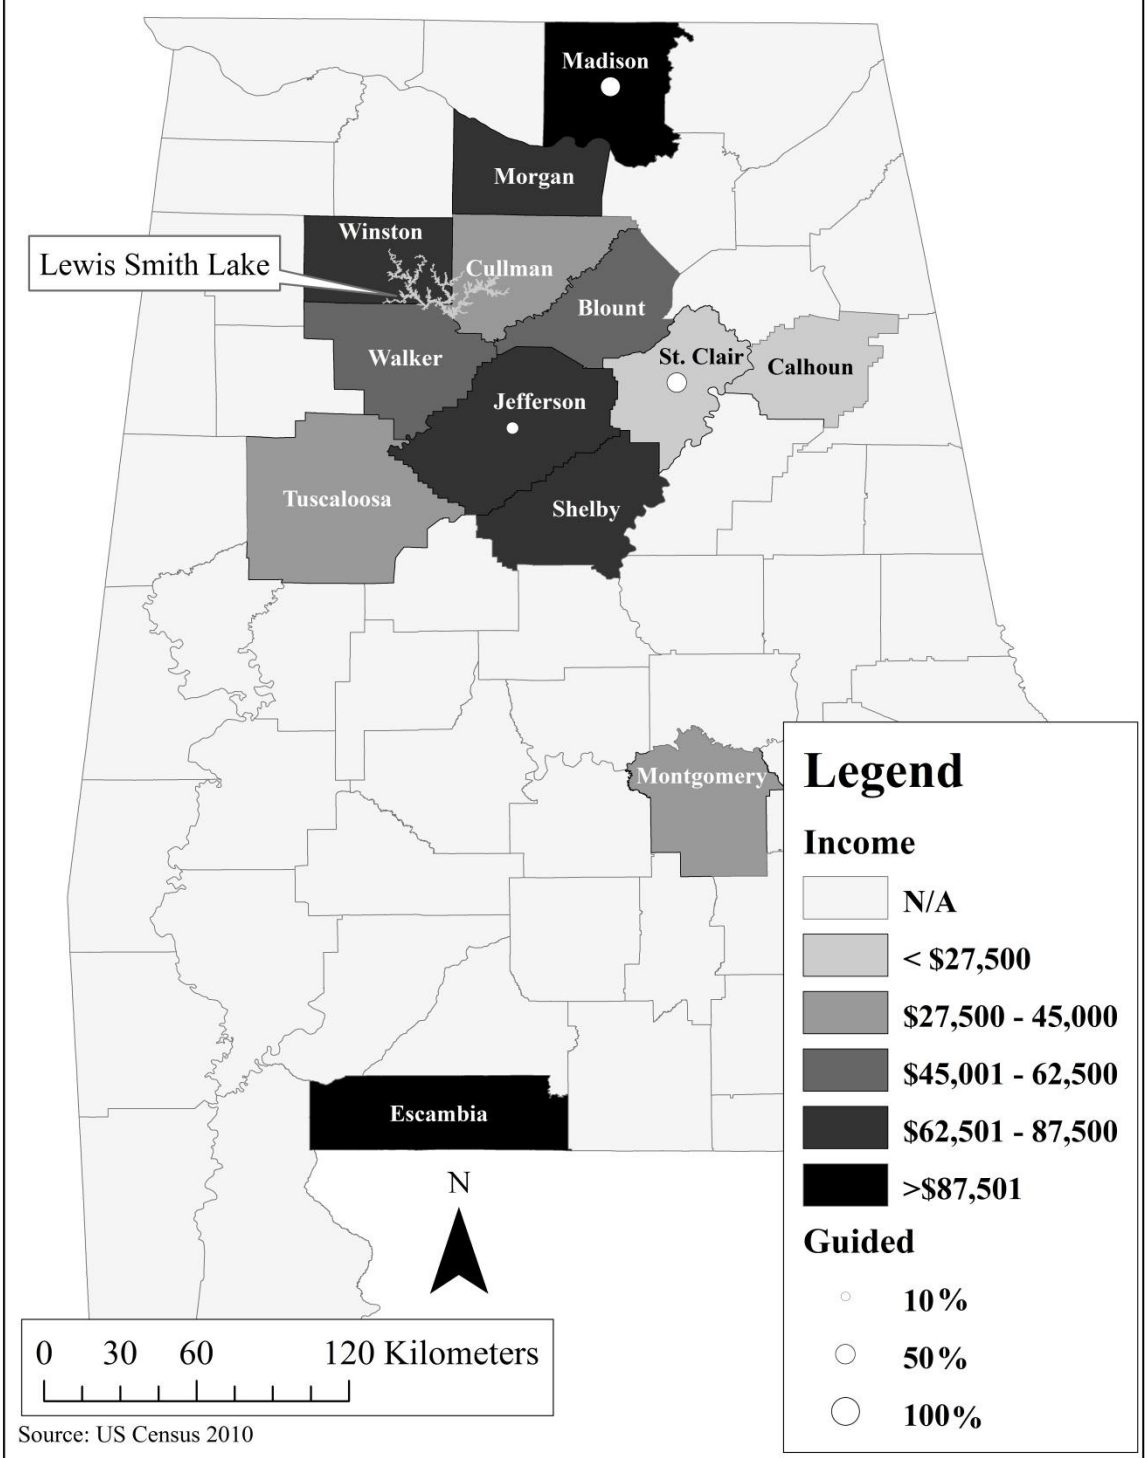 Madison
Morgan
Winston
Lewis Smith Lake
Cullman
Blount
Walker
St. Clair
Calhoun
Jefferson
Tuscaloosa
Shelby
Montgomery
Escambia
N
Legend
Income
N/A
< $27,500
$27,500 - 45,000
$45,001 - 62,500
$62,501 - 87,500
>$87,501
Guided
10%
50%
100%
0 30 60 120 Kilometers
Source: US Census 2010